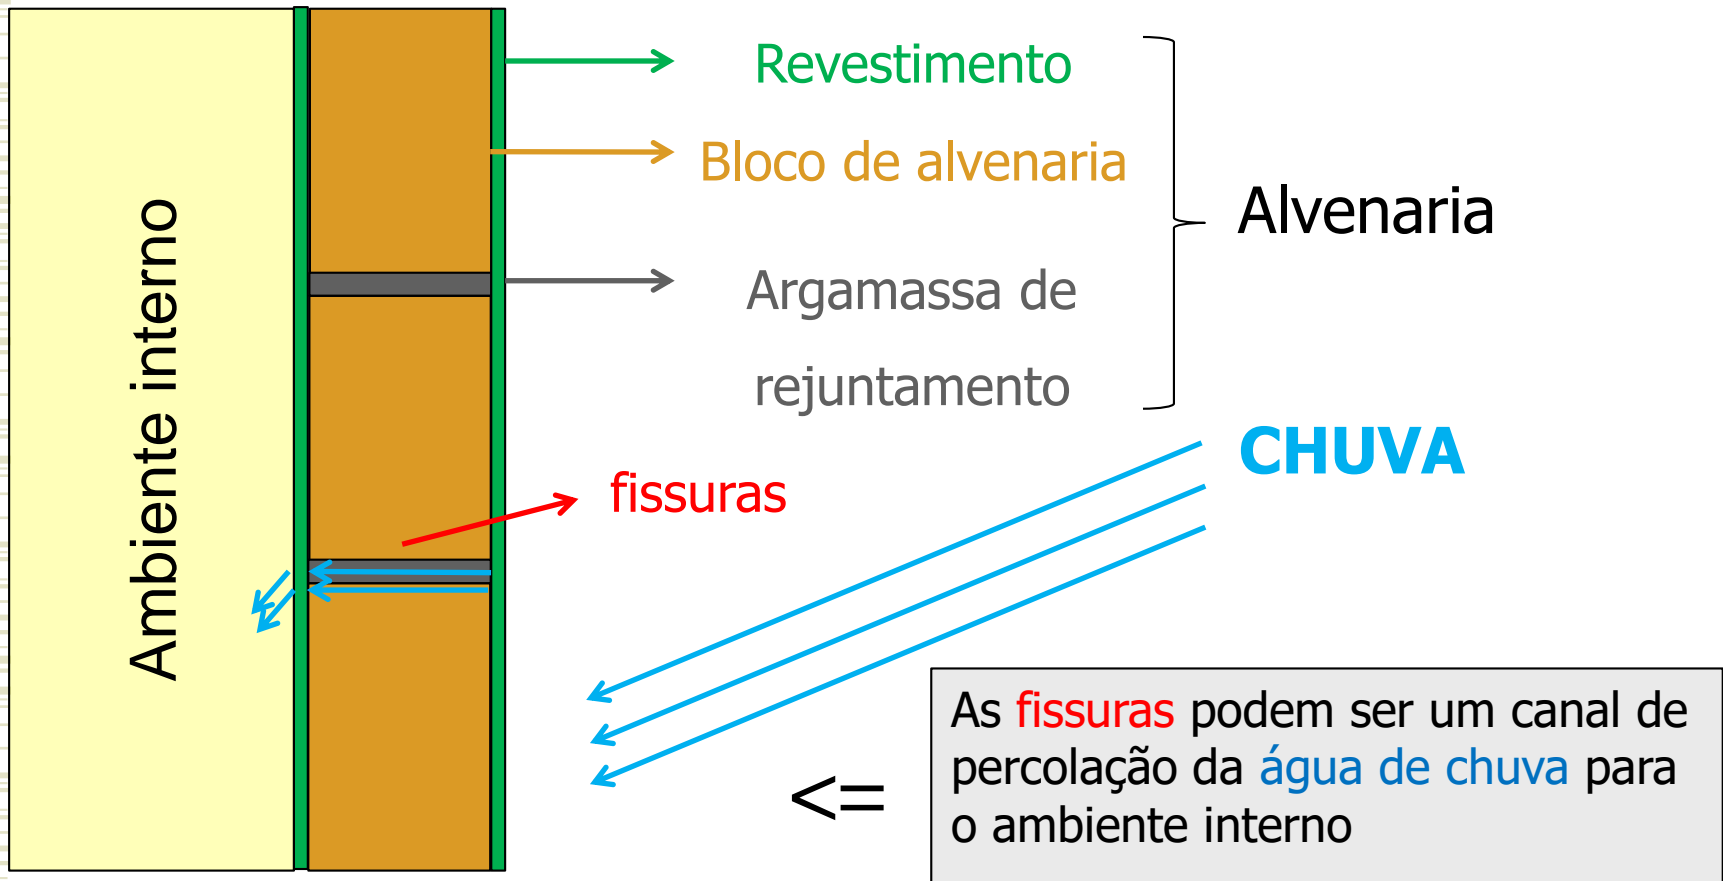 Ambiente interno
Revestimento
Bloco de alvenaria
Argamassa de
rejuntamento
Alvenaria
CHUVA
fissuras
<=
As fissuras podem ser um canal de
percolação da água de chuva para
o ambiente interno